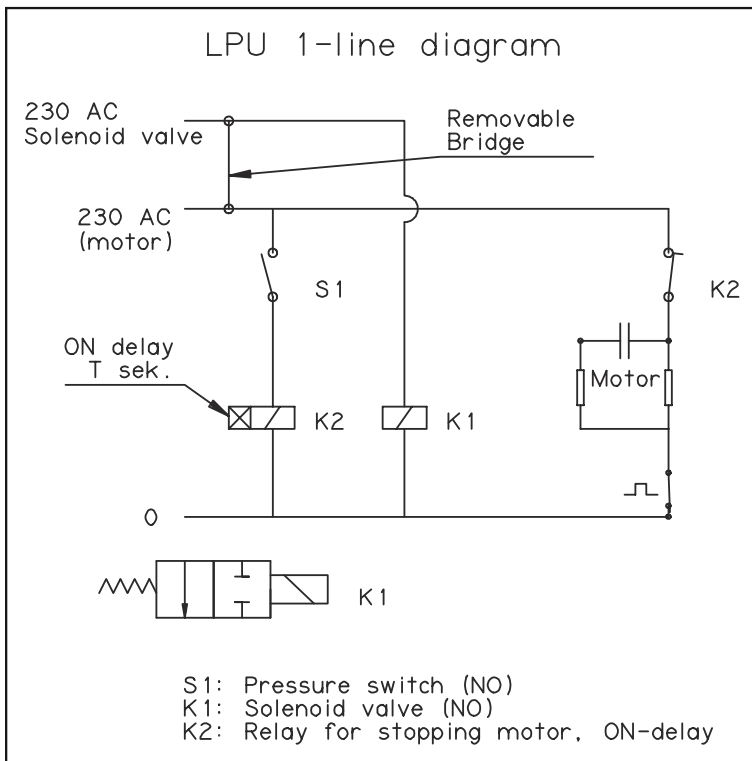 LPU 1-line diagram
230 AC
Solenoid valve
Removable
Bridge
230 AC
(motor)
S1
K2
ON delay
T sek.
Motor
K2
K1
0
K1
S1: Pressure switch (NO)
K1: Solenoid valve (NO)
K2: Relay for stopping motor, ON-delay